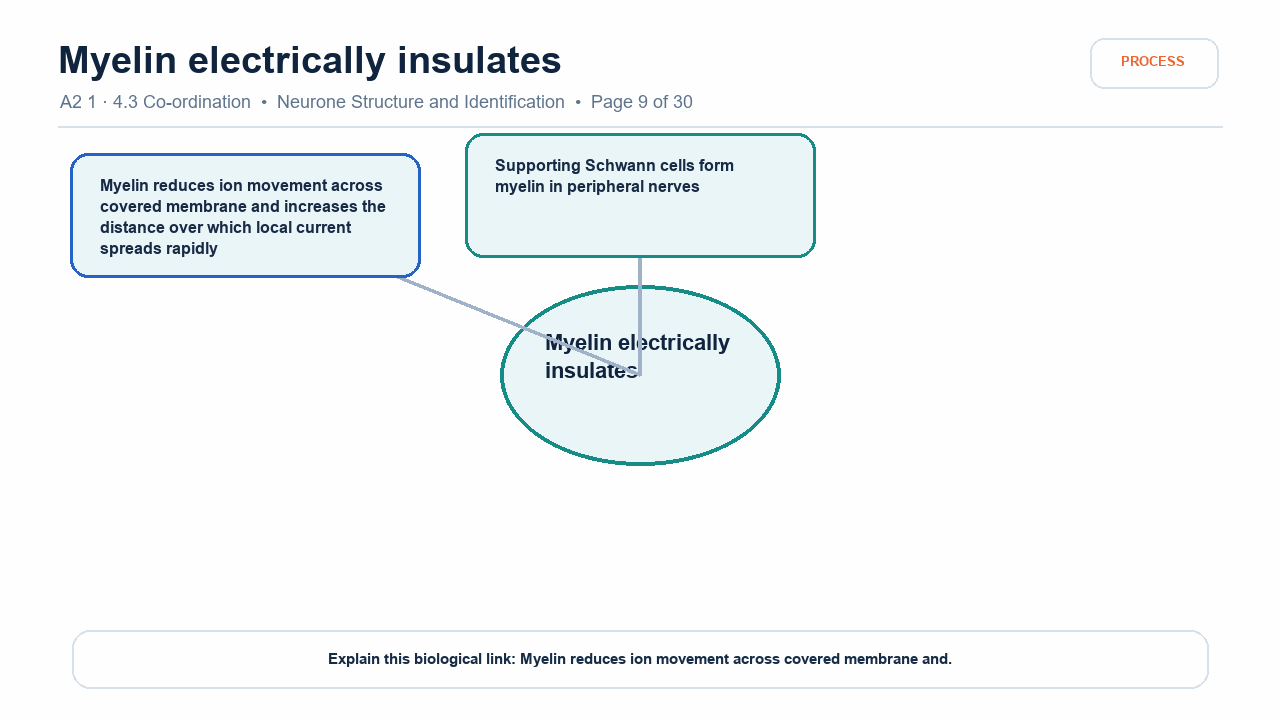 Myelin electrically insulates
PROCESS
A2 1 · 4.3 Co-ordination • Neurone Structure and Identification • Page 9 of 30
Myelin reduces ion movement across
covered membrane and increases the
distance over which local current
spreads rapidly
Supporting Schwann cells form
myelin in peripheral nerves
Myelin electrically
insulates
Explain this biological link: Myelin reduces ion movement across covered membrane and.